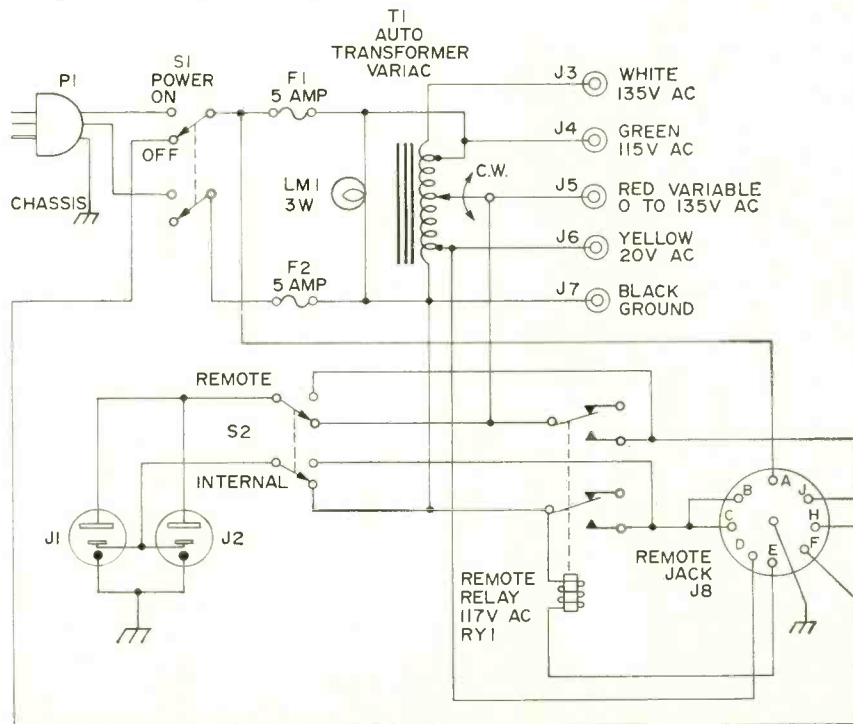 T1
AUTO
TRANSFORMER
VARIAC
P1
S1
POWER
ON
OFF
F1
5 AMP
J3
WHITE
135V AC
J4
GREEN
115V AC
C.W.
LM1
3W
J5
RED VARIABLE
0 TO 135V AC
CHASSIS
J6
YELLOW
20V AC
F2
5 AMP
J7
BLACK
GROUND
REMOTE
S2
INTERNAL
J1
J2
REMOTE
RELAY
117V AC
RY1
REMOTE
JACK
J8
A
B
J
C
H
D
E
F